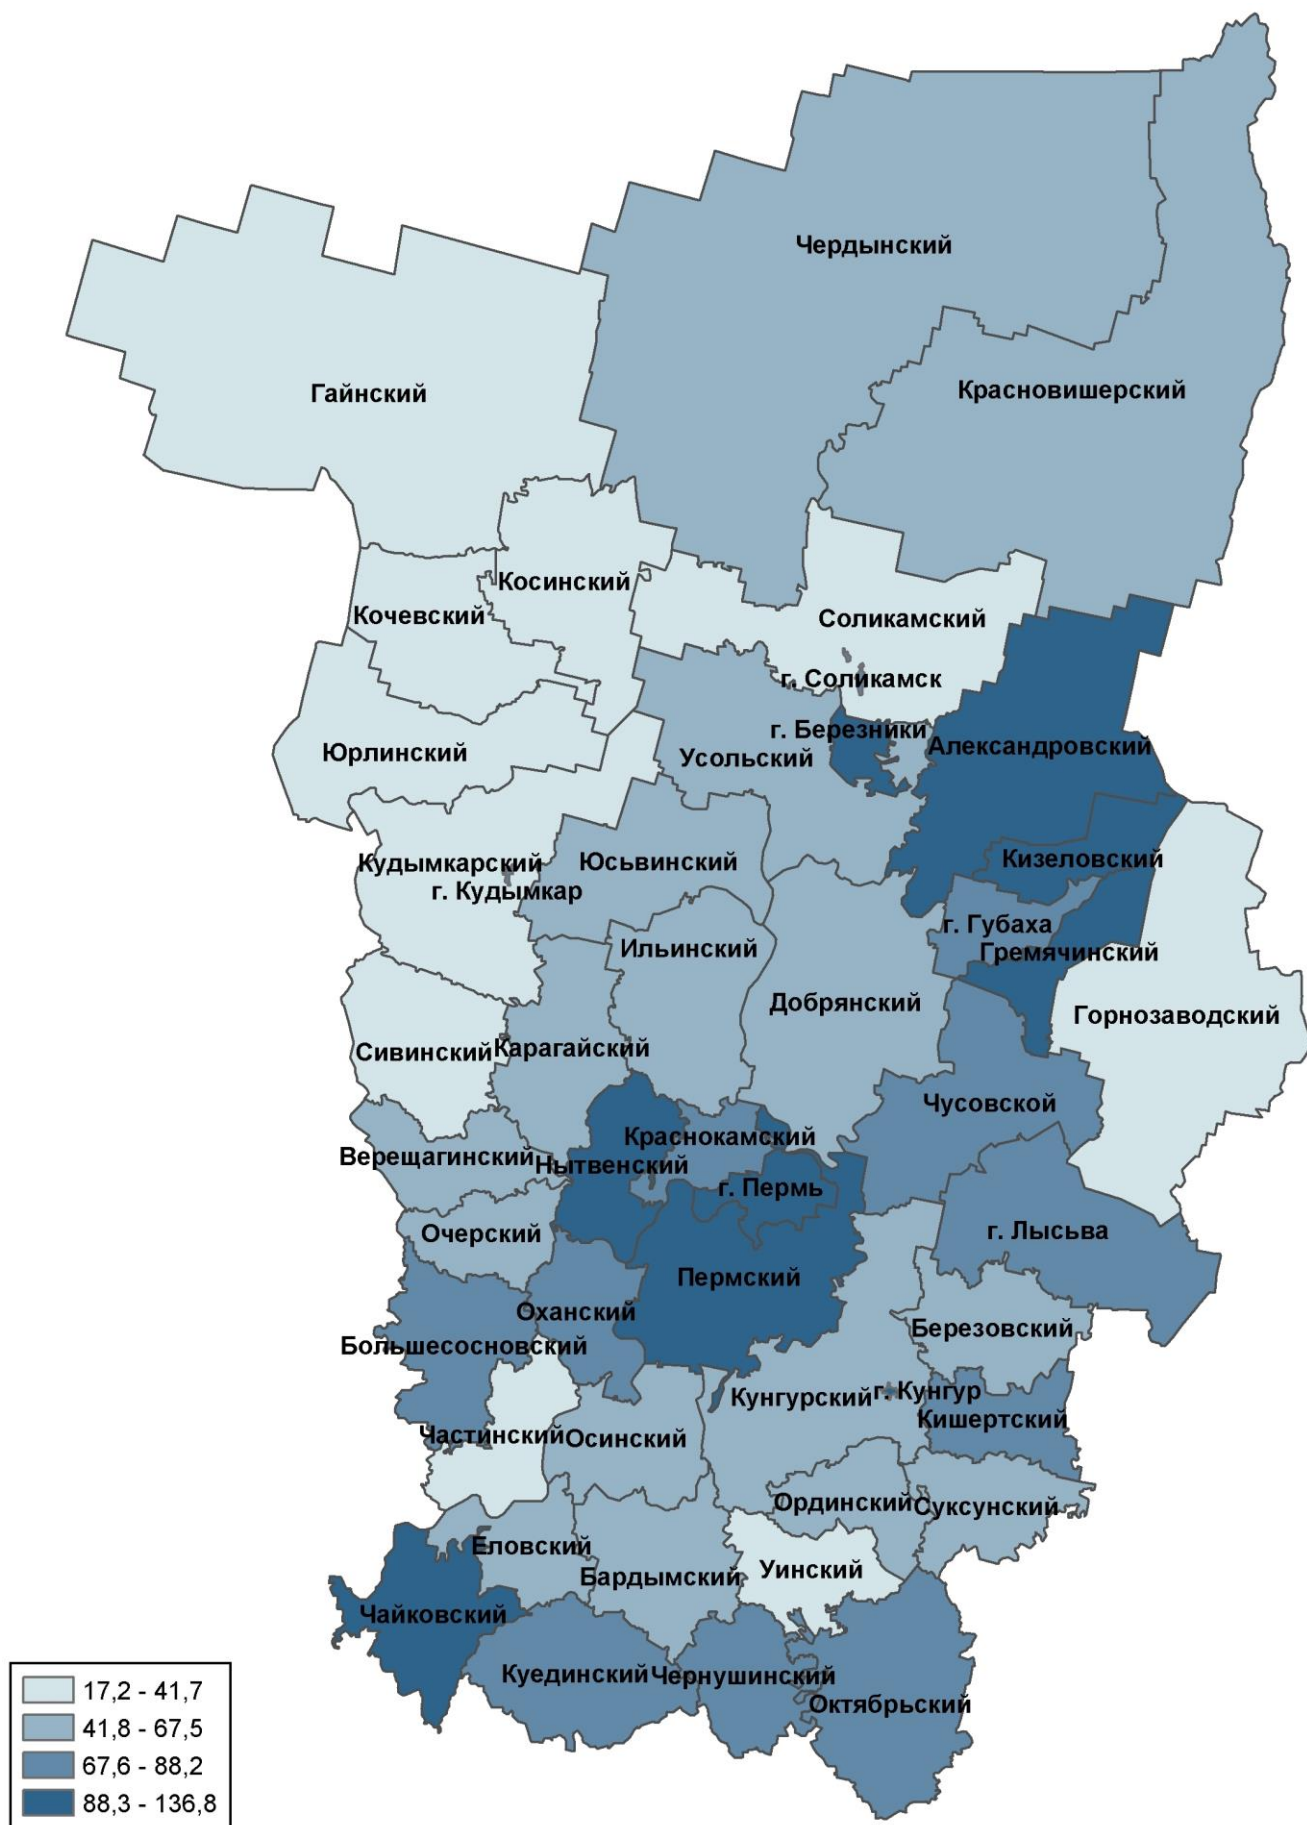 Чердынский
Красновишерский
Гайнский
Косинский
Кочевский
Соликамский
г. Соликамск
г. Березники
Александровский
Юрлинский
Усольский
Кизеловский
Кудымкарский
Юсьвинский
г. Кудымкар
г. Губаха
Ильинский
Гремячинский
Добрянский
Горнозаводский
Сивинский
Карагайский
Чусовской
Краснокамский
Верещагинский
Нытвенский
г. Пермь
Очерский
г. Лысьва
Пермский
Оханский
Березовский
Большесосновский
Кунгурский
г. Кунгур
Кишертский
Частинский
Осинский
Ординский
Суксунский
Еловский
Уинский
Бардымский
Чайковский
Куединский
Чернушинский
Октябрьский
17,2 - 41,7
41,8 - 67,5
67,6 - 88,2
88,3 - 136,8